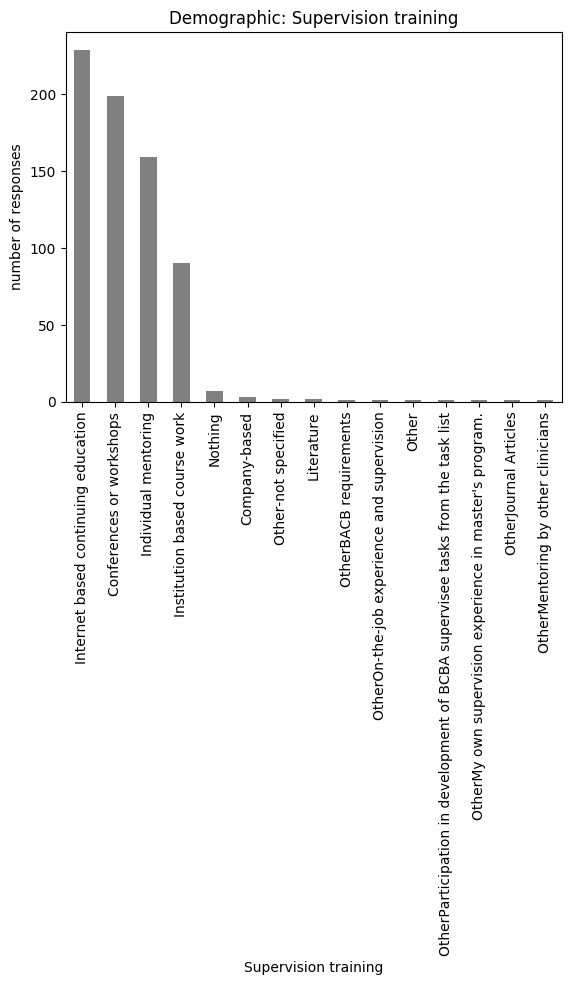 Demographic: Supervision training
number of responses
200
150
100
50
0
Internet based continuing education
Conferences or workshops
Individual mentoring
Institution based course work
Nothing
Company-based
Other-not specified
Literature
OtherBACB requirements
OtherOn-the-job experience and supervision
Other
OtherParticipation in development of BCBA supervisee tasks from the task list
OtherMy own supervision experience in master's program.
OtherJournal Articles
OtherMentoring by other clinicians
Supervision training